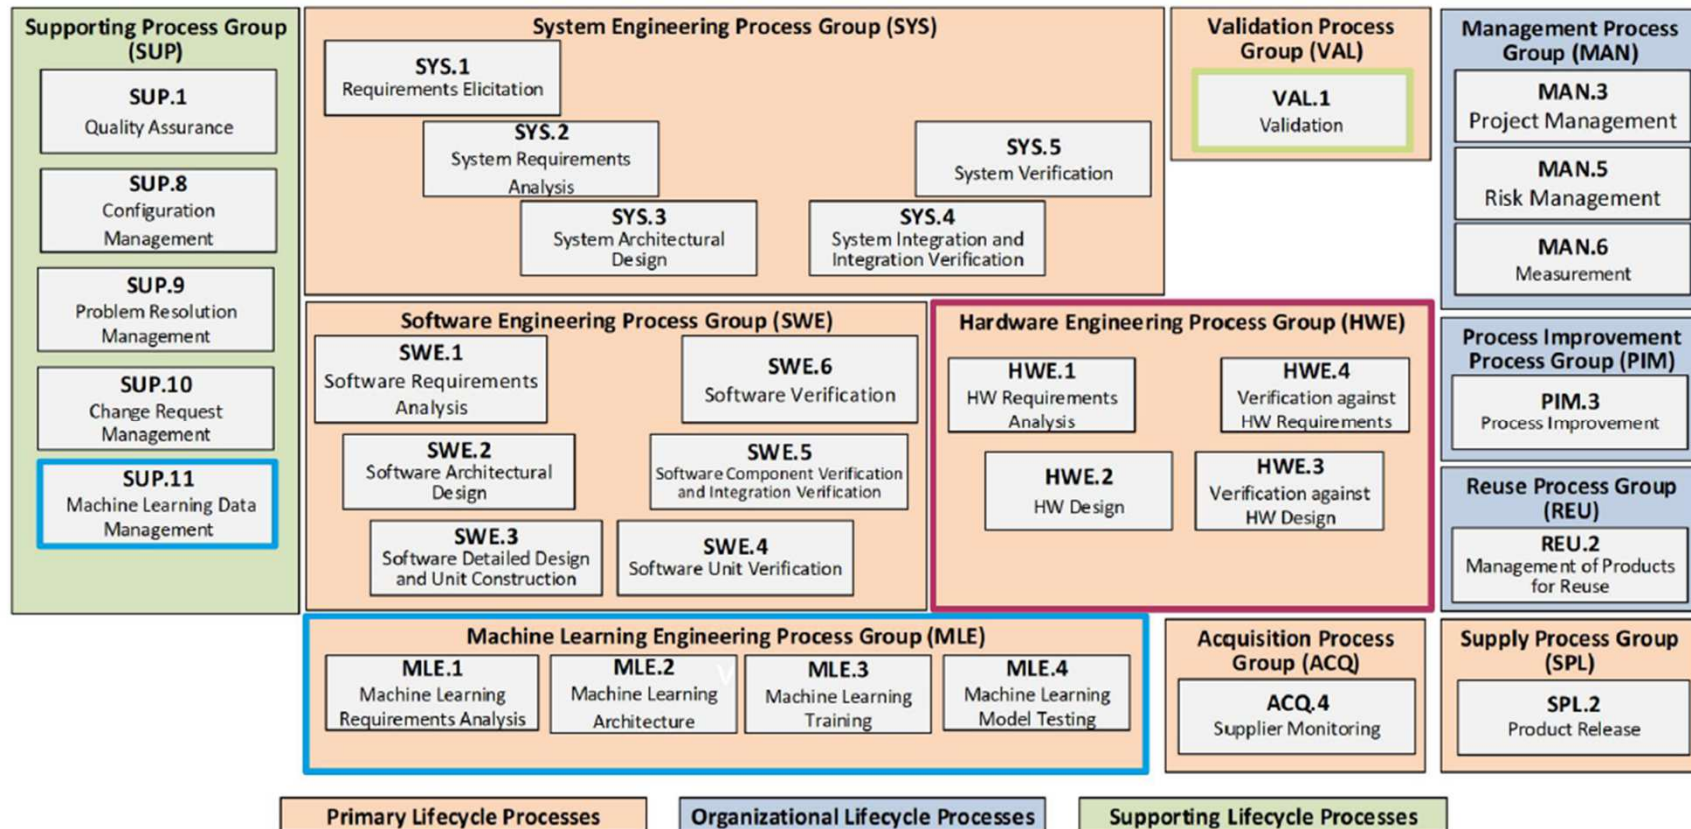 Supporting Process Group
(SUP)
SUP.1
Quality Assurance
SUP.8
Configuration
Management
SUP.9
Problem Resolution
Management
SUP.10
Change Request
Management
SUP.11
Machine Learning Data
Management
System Engineering Process Group (SYS)
SYS.1
Requirements Elicitation
SYS.2
System Requirements
Analysis
SYS.3
System Architectural
Design
SYS.4
System Integration and
Integration Verification
SYS.5
System Verification
Validation Process
Group (VAL)
VAL.1
Validation
Management Process
Group (MAN)
MAN.3
Project Management
MAN.5
Risk Management
MAN.6
Measurement
Software Engineering Process Group (SWE)
SWE.1
Software Requirements
Analysis
SWE.2
Software Architectural
Design
SWE.3
Software Detailed Design
and Unit Construction
SWE.4
Software Unit Verification
SWE.5
Software Component Verification
and Integration Verification
SWE.6
Software Verification
Hardware Engineering Process Group (HWE)
HWE.1
HW Requirements
Analysis
HWE.2
HW Design
HWE.3
Verification against
HW Design
HWE.4
Verification against
HW Requirements
Process Improvement
Process Group (PIM)
PIM.3
Process Improvement
Reuse Process Group
(REU)
REU.2
Management of Products
for Reuse
Machine Learning Engineering Process Group (MLE)
MLE.1
Machine Learning
Requirements Analysis
MLE.2
Machine Learning
Architecture
V
MLE.3
Machine Learning
Training
MLE.4
Machine Learning
Model Testing
Acquisition Process
Group (ACQ)
ACQ.4
Supplier Monitoring
Supply Process Group
(SPL)
SPL.2
Product Release
Primary Lifecycle Processes
Organizational Lifecycle Processes
Supporting Lifecycle Processes